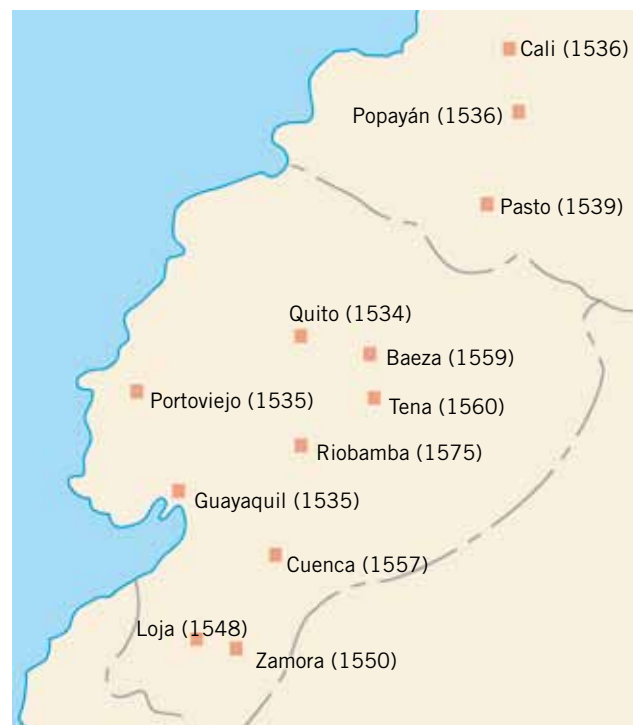 Cali (1536)
Popayán (1536)
Pasto (1539)
Quito (1534)
Baeza (1559)
Portoviejo (1535)
Tena (1560)
Riobamba (1575)
Guayaquil (1535)
Cuenca (1557)
Loja (1548)
Zamora (1550)